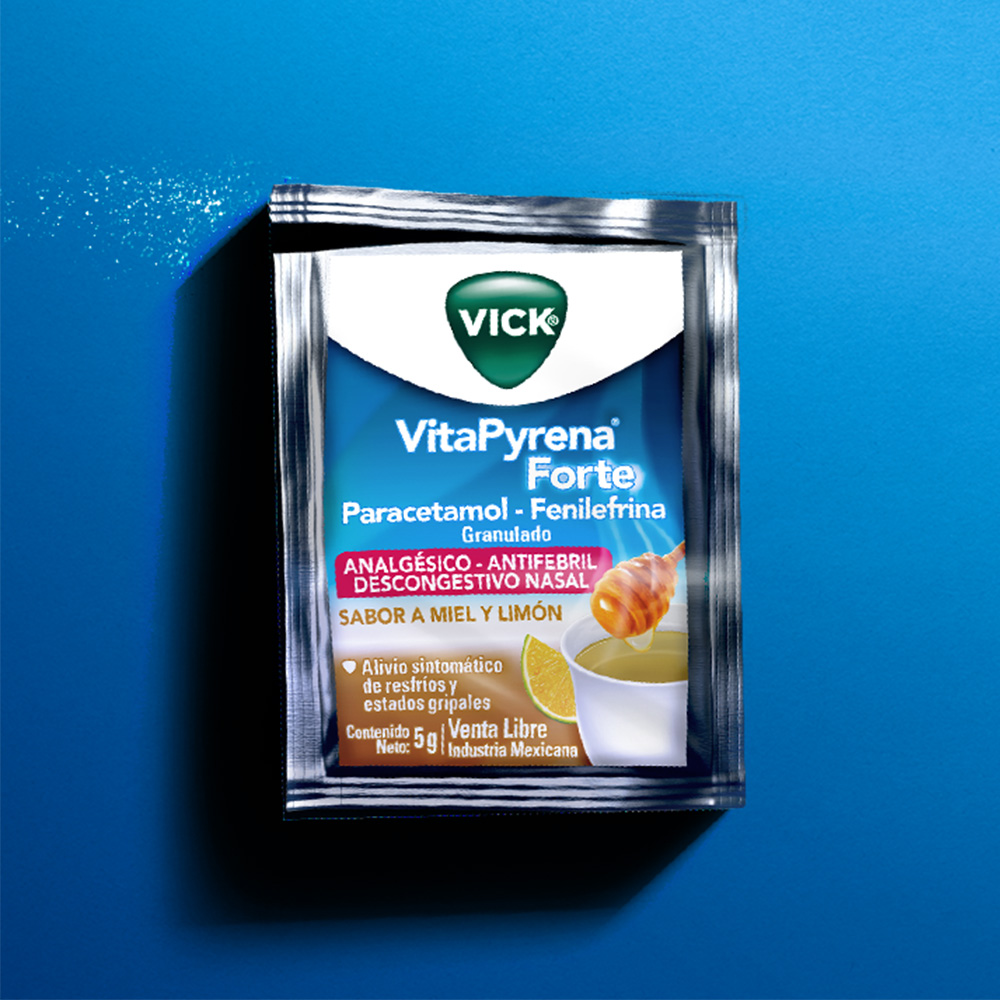 VICK®
VitaPyrena®
Forte
Paracetamol - Fenilefrina
Granulado
ANALGÉSICO - ANTIFEBRIL
DESCONGESTIVO NASAL
SABOR A MIEL Y LIMÓN
Alivio sintomático
de resfríos y
estados gripales
Contenido
Neto: 5g
Venta Libre
Industria Mexicana